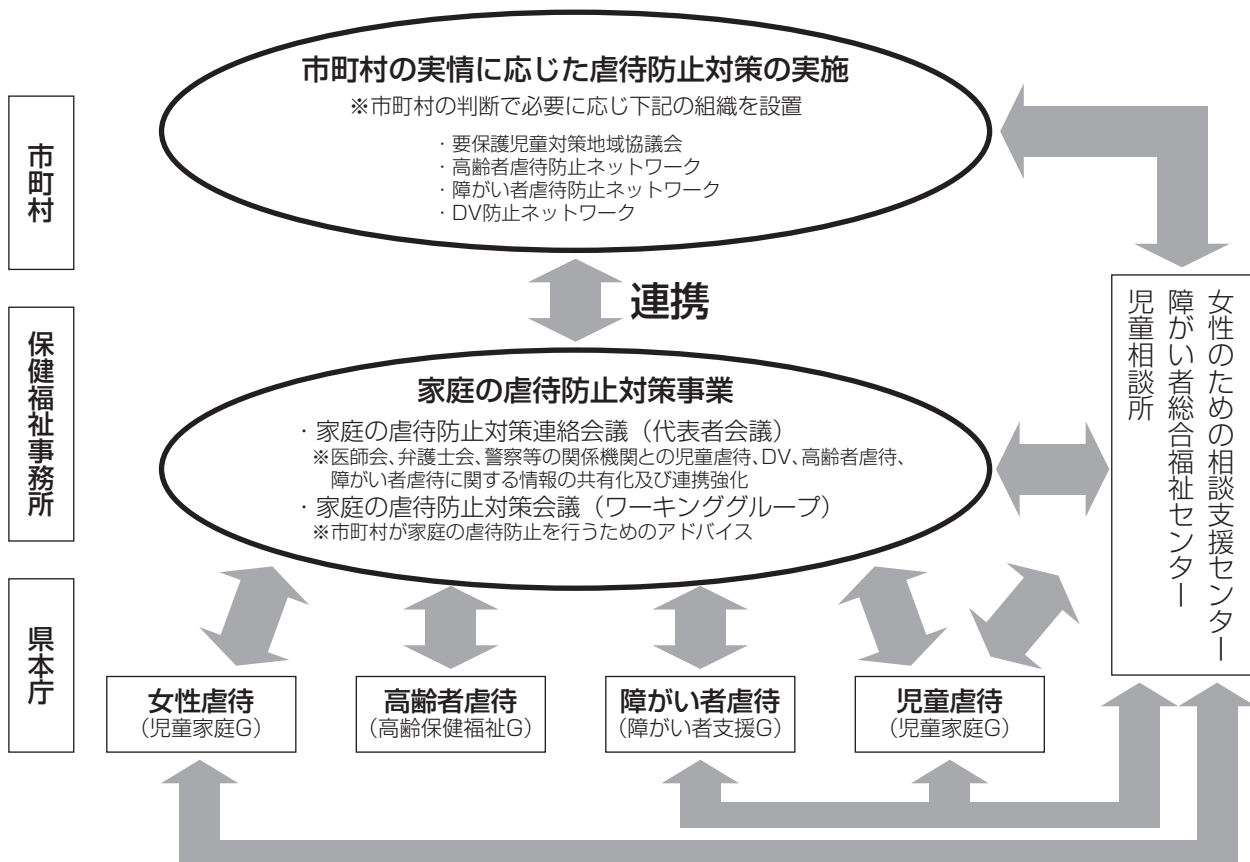 市町村
市町村の実情に応じた虐待防止対策の実施
※市町村の判断で必要に応じ下記の組織を設置
・要保護児童対策地域協議会
・高齢者虐待防止ネットワーク
・障がい者虐待防止ネットワーク
・DV防止ネットワーク
連携
保健福祉事務所
家庭の虐待防止対策事業
・家庭の虐待防止対策連絡会議（代表者会議）
※医師会、弁護士会、警察等の関係機関との児童虐待、DV、高齢者虐待、
障がい者虐待に関する情報の共有化及び連携強化
・家庭の虐待防止対策会議（ワーキンググループ）
※市町村が家庭の虐待防止を行うためのアドバイス
女性のための相談支援センター
障がい者総合福祉センター
児童相談所
県本庁
女性虐待
（児童家庭G）
高齢者虐待
（高齢保健福祉G）
障がい者虐待
（障がい者支援G）
児童虐待
（児童家庭G）